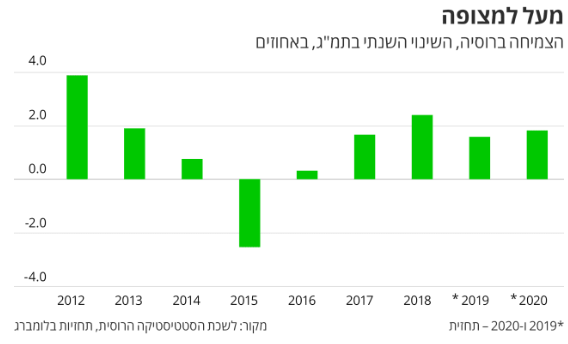 מעל למצופה
הצמיחה ברוסיה, השינוי השנתי בתמ"ג, באחוזים
4.0
2.0
0.0
-2.0
-4.0
2012 2013 2014 2015 2016 2017 2018 2019* 2020*
*2019 ו-2020 – תחזית
מקור: לשכת הסטטיסטיקה הרוסית, תחזיות בלומברג